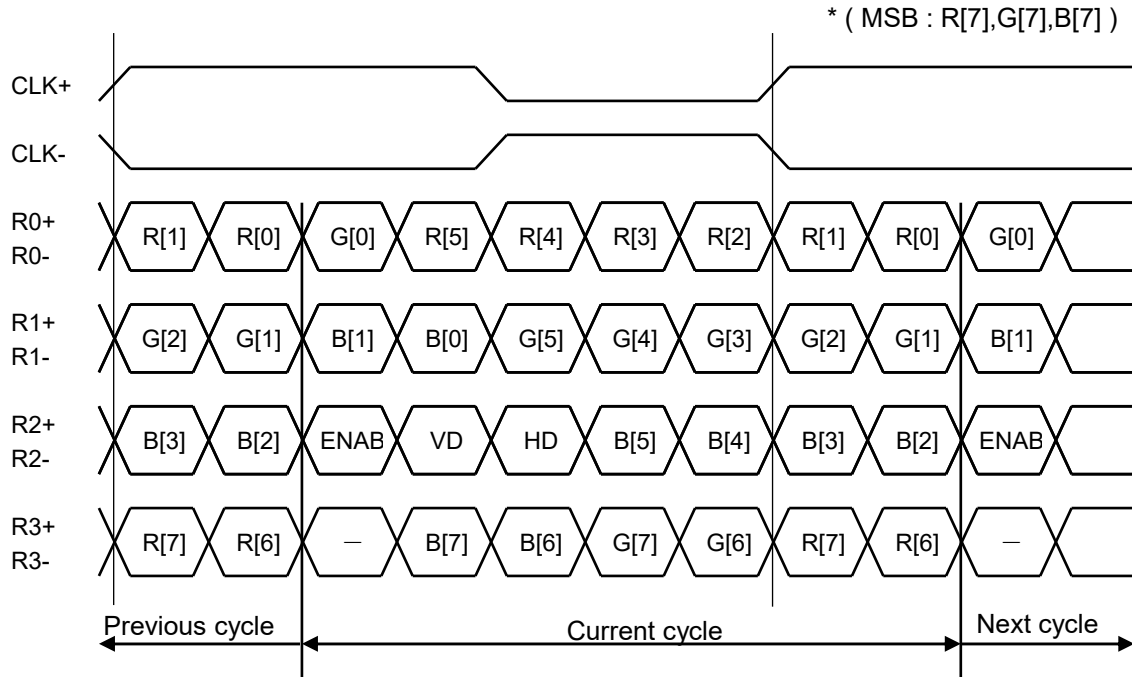 * ( MSB : R[7],G[7],B[7] )
CLK+
CLK-
R0+
R0-
R[1] R[0] G[0] R[5] R[4] R[3] R[2] R[1] R[0] G[0]
R1+
R1-
G[2] G[1] B[1] B[0] G[5] G[4] G[3] G[2] G[1] B[1]
R2+
R2-
B[3] B[2] ENAB VD HD B[5] B[4] B[3] B[2] ENAB
R3+
R3-
R[7] R[6] － B[7] B[6] G[7] G[6] R[7] R[6] －
Previous cycle Current cycle Next cycle